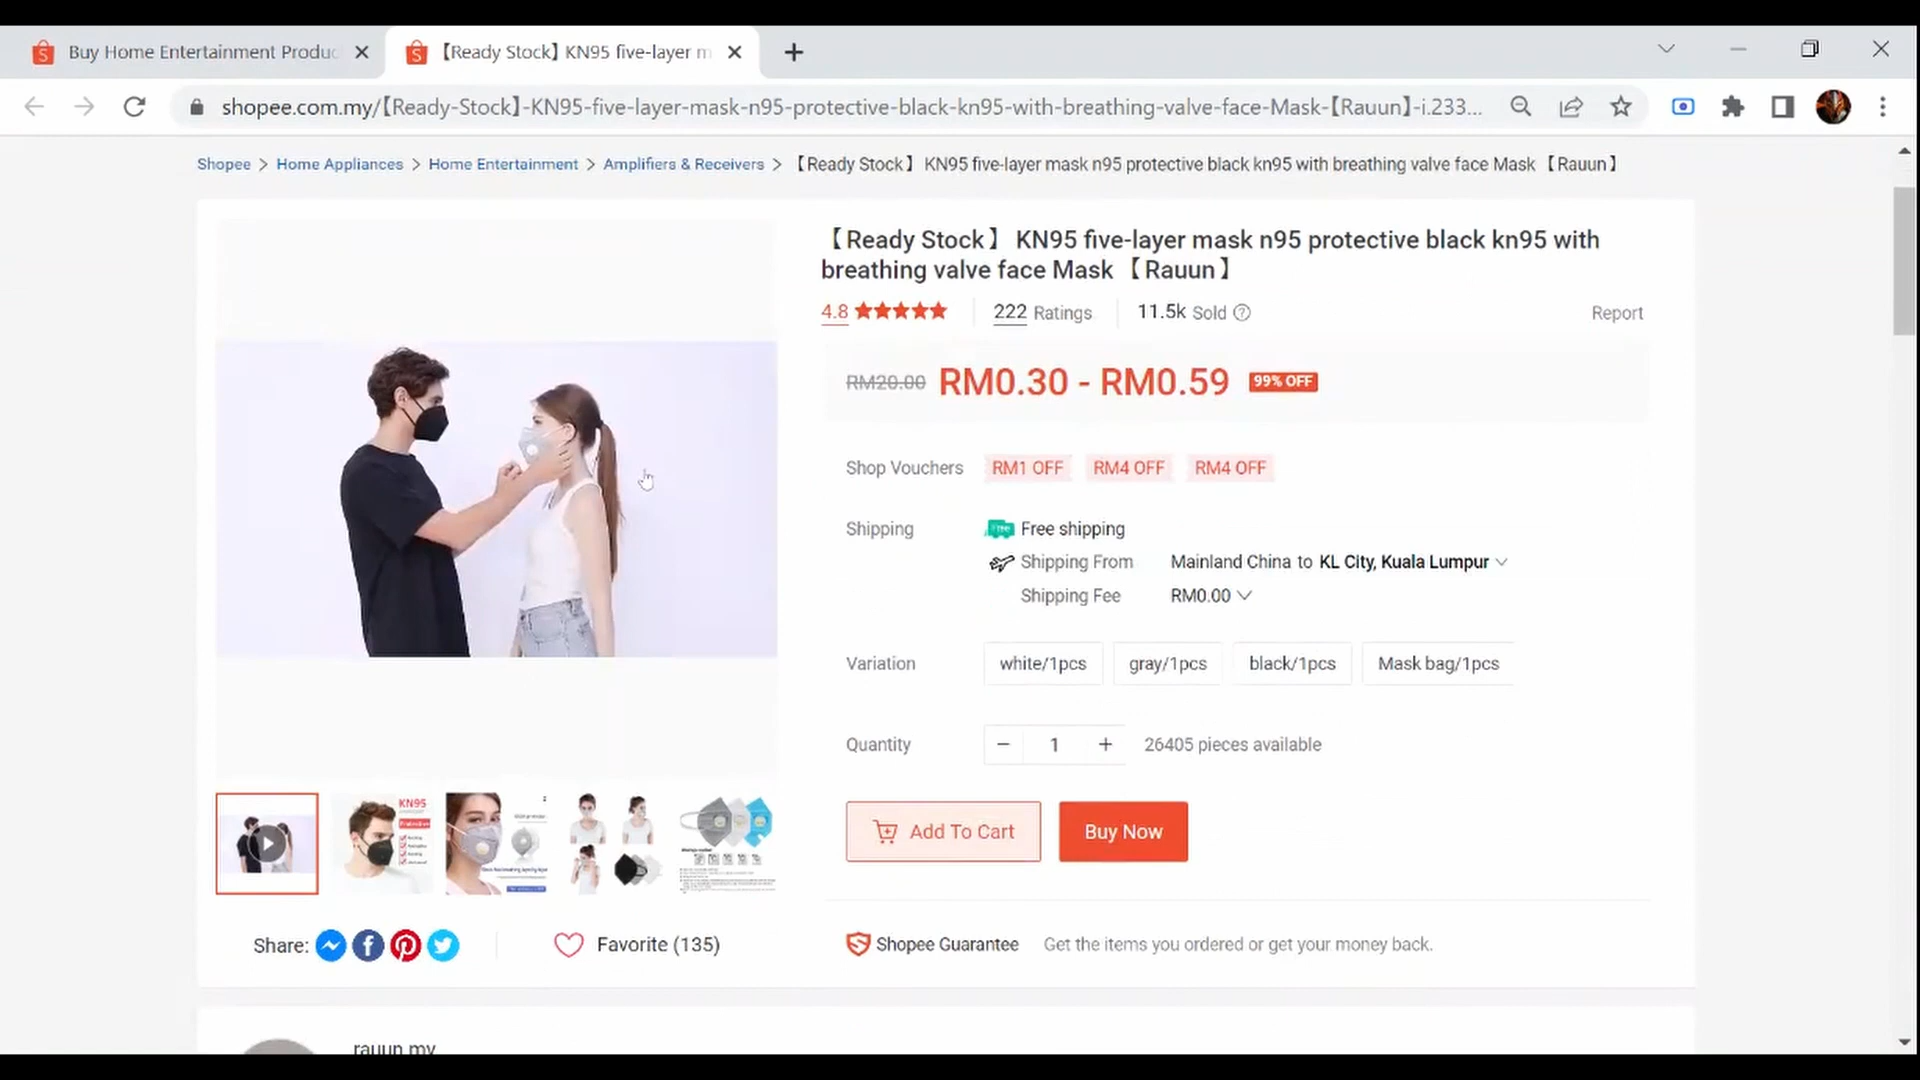 Buy Home Entertainment Produc
【Ready Stock】 KN95 five-layer m
shopee.com.my/【Ready-Stock】-KN95-five-layer-mask-n95-protective-black-kn95-with-breathing-valve-face-Mask-【Rauun】-i.233...
Shopee > Home Appliances > Home Entertainment > Amplifiers & Receivers > 【Ready Stock】 KN95 five-layer mask n95 protective black kn95 with breathing valve face Mask 【Rauun】
【Ready Stock】 KN95 five-layer mask n95 protective black kn95 with
breathing valve face Mask 【Rauun】
4.8 222 Ratings 11.5k Sold ? Report
RM20.00 RM0.30 - RM0.59 99% OFF
Shop Vouchers RM1 OFF RM4 OFF RM4 OFF
Shipping Free shipping
Shipping From Mainland China to KL City, Kuala Lumpur
Shipping Fee RM0.00
Variation white/1pcs gray/1pcs black/1pcs Mask bag/1pcs
Quantity − 1 + 26405 pieces available
KN95
Add To Cart Buy Now
Share: Favorite (135)
Shopee Guarantee Get the items you ordered or get your money back.
rauun.my